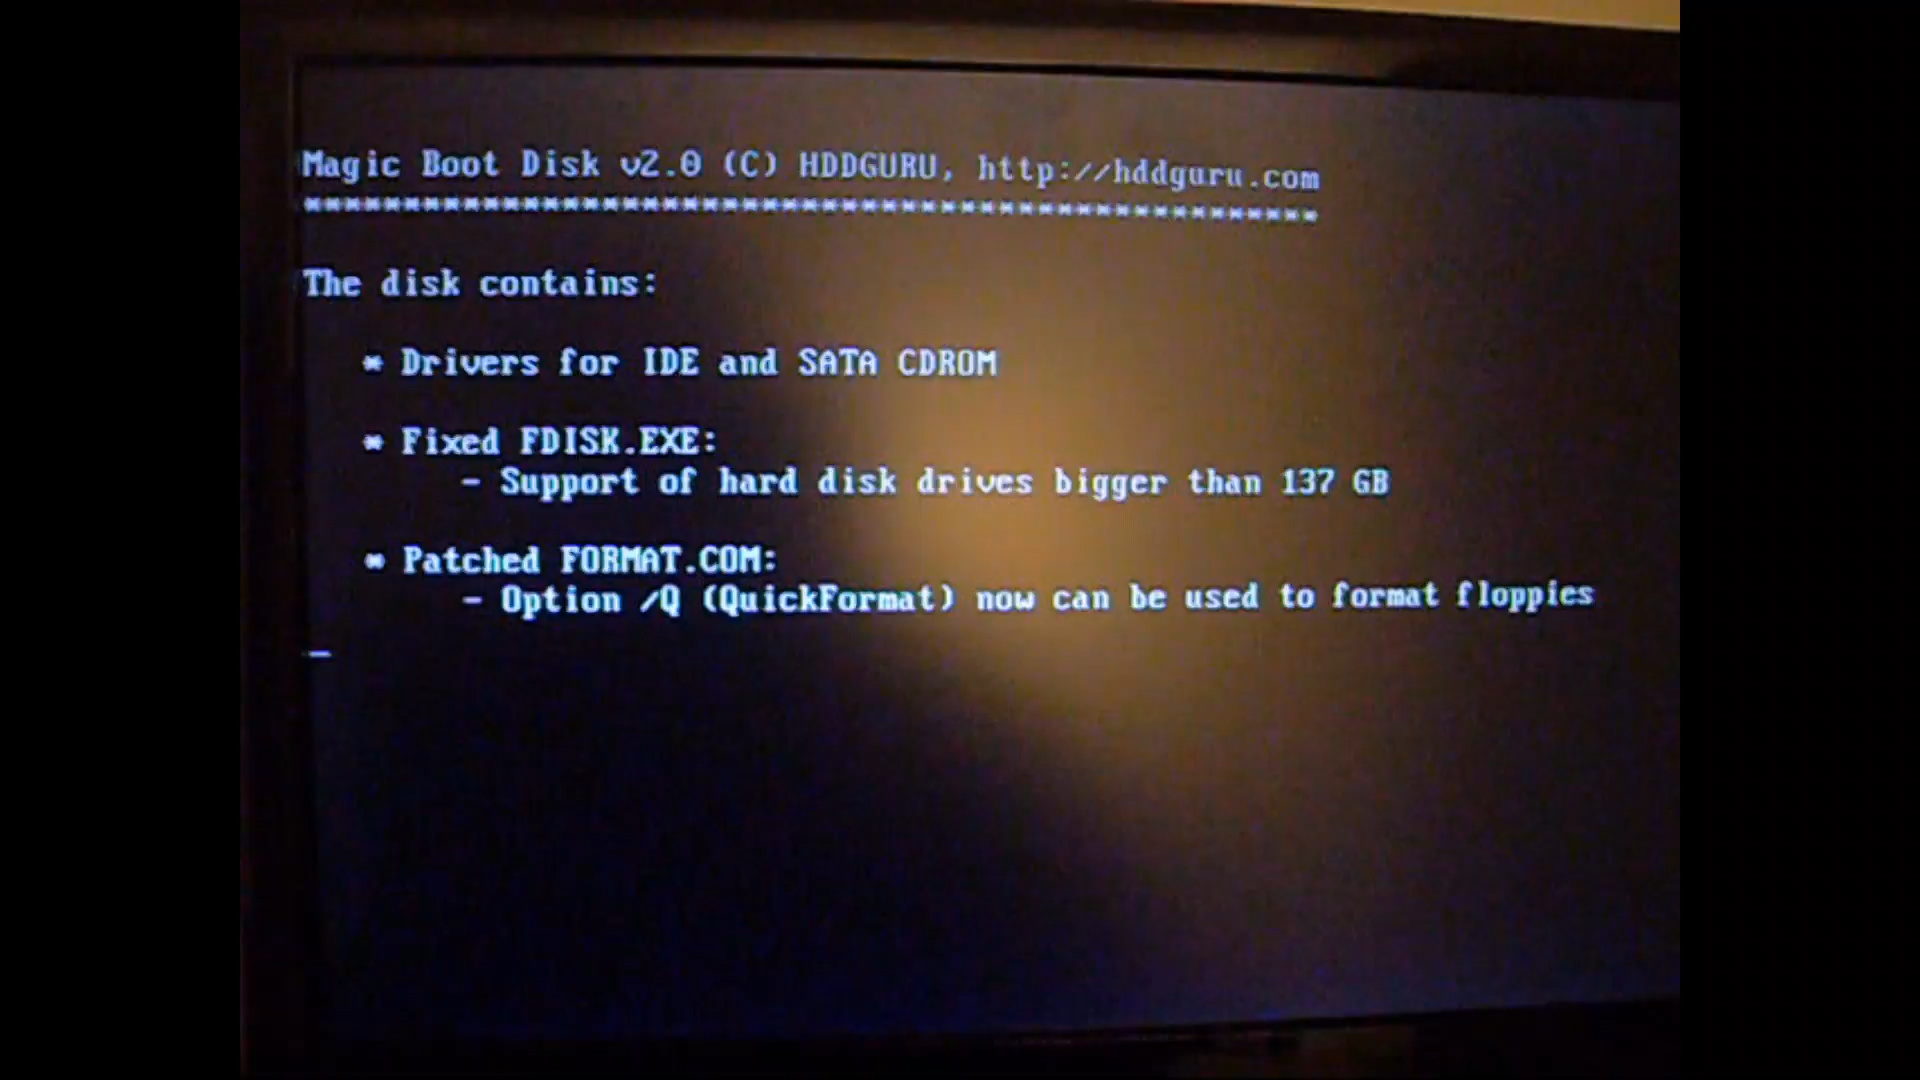 Magic Boot Disk v2.0 (C) HDDGURU, http://hddguru.com
****************************************************
The disk contains:
* Drivers for IDE and SATA CDROM
* Fixed FDISK.EXE:
- Support of hard disk drives bigger than 137 GB
* Patched FORMAT.COM:
- Option /Q (QuickFormat) now can be used to format floppies
_